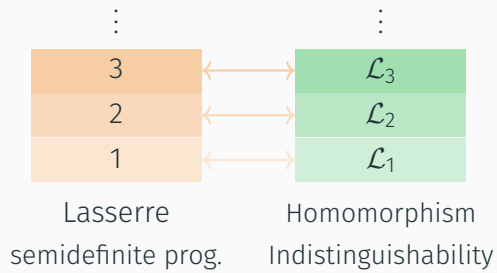 ⋮ ⋮
3 ℒ₃
2 ℒ₂
1 ℒ₁
Lasserre Homomorphism
semidefinite prog. Indistinguishability